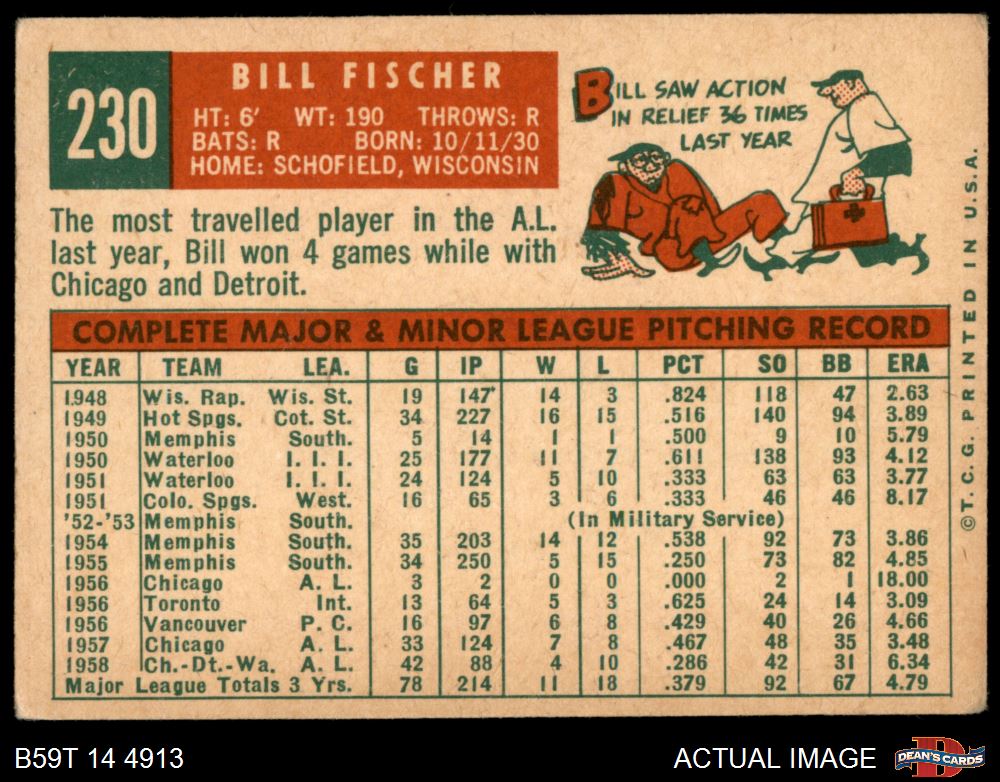 230
BILL FISCHER
HT: 6' WT: 190 THROWS: R
BATS: R BORN: 10/11/30
HOME: SCHOFIELD, WISCONSIN
BILL SAW ACTION
IN RELIEF 36 TIMES
LAST YEAR
The most travelled player in the A.L.
last year, Bill won 4 games while with
Chicago and Detroit.
COMPLETE MAJOR & MINOR LEAGUE PITCHING RECORD
YEAR TEAM LEA. G IP W L PCT SO BB ERA
1948 Wis. Rap. Wis. St. 19 147* 14 3 .824 118 47 2.63
1949 Hot Spgs. Cot. St. 34 227 16 15 .516 140 94 3.89
1950 Memphis South. 5 14 1 1 .500 9 10 5.79
1950 Waterloo I. I. I. 25 177 11 7 .611 138 93 4.12
1951 Waterloo I. I. I. 24 124 5 10 .333 63 63 3.77
1951 Colo. Spgs. West. 16 65 3 6 .333 46 46 8.17
'52-'53 Memphis South. (In Military Service)
1954 Memphis South. 35 203 14 12 .538 92 73 3.86
1955 Memphis South. 34 250 5 15 .250 73 82 4.85
1956 Chicago A. L. 3 2 0 0 .000 2 1 18.00
1956 Toronto Int. 13 64 5 3 .625 24 14 3.09
1956 Vancouver P. C. 16 97 6 8 .429 40 26 4.66
1957 Chicago A. L. 33 124 7 8 .467 48 35 3.48
1958 Ch.-Dt.-Wa. A. L. 42 88 4 10 .286 42 31 6.34
Major League Totals 3 Yrs. 78 214 11 18 .379 92 67 4.79
©T.C.G. PRINTED IN U.S.A.
B59T 14 4913
ACTUAL IMAGE
D
DEAN'S CARDS